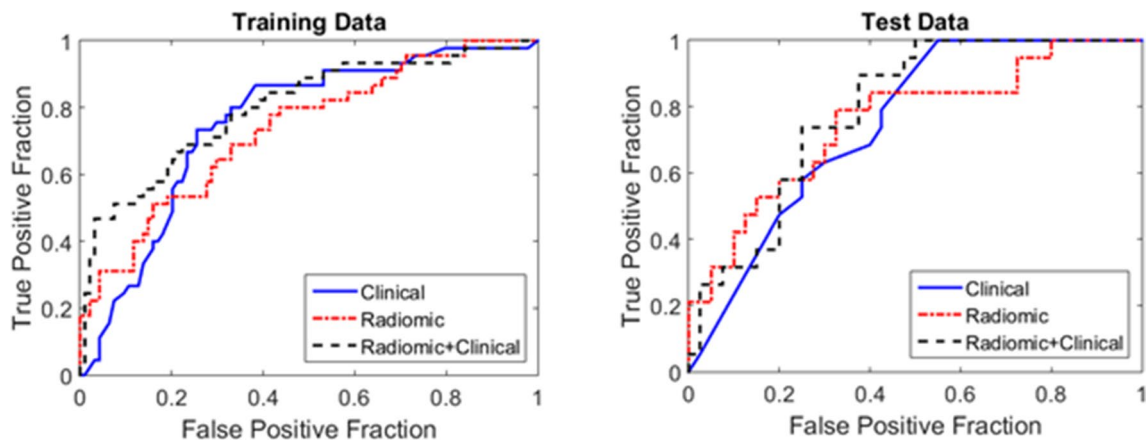 Training Data
True Positive Fraction
1
0.8
0.6
0.4
0.2
0
0
0.2
0.4
0.6
0.8
1
False Positive Fraction
Clinical
Radiomic
Radiomic+Clinical
Test Data
True Positive Fraction
1
0.8
0.6
0.4
0.2
0
0
0.2
0.4
0.6
0.8
1
False Positive Fraction
Clinical
Radiomic
Radiomic+Clinical